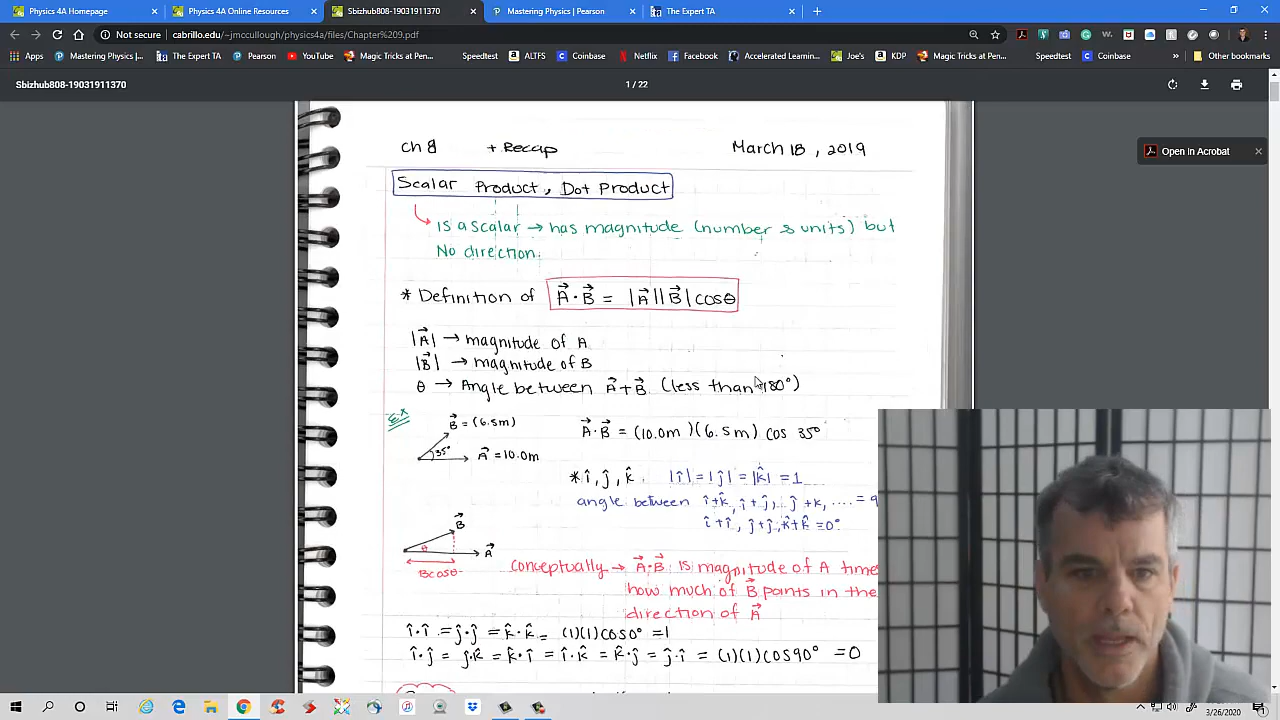 Physics 4A Homepage
Physics 4A Online Resources
Sbizhub808-19031911370
Mastering Physics | Pearson
The Expert TA
Not secure | cabrillo.edu/~jmccullough/physics4a/files/Chapter%209.pdf
Apps
Mastering Physics |...
The Expert TA
Pearson
YouTube
Magic Tricks at Pen...
Speedtest
ALTFS
Coinbase
Netflix
Facebook
Accelerated Learnin...
Joe's
KDP
Magic Tricks at Pen...
Speedtest
Coinbase
»
Other bookmarks
Sbizhub808-19031911370
1 / 22
Open in Acrobat
Ch 8 + Recap March 18, 2019
Scalar Product, Dot Product
is a scalar → has magnitude (number & units) but
No direction.
* Definition of A⃗·B⃗ = |A⃗||B⃗|cosθ
|A⃗| → magnitude of A
|B⃗| → magnitude of B
θ → Angle between A⃗+B⃗ (less than 180°)
EX
B⃗ = (6.5m)
35°
A⃗ = 10.0m
A⃗·B⃗ = (10.0m)(6.5m cos 35°
* î, ĵ, k̂ |î| = |ĵ| = |k̂| = 1
angle between î+k̂, î+ĵ, ĵ+k, .... = 9
î+î, ĵ+ĵ, k̂+k̂ = 0°
B⃗
θ
A⃗
Bcosθ
conceptually → A⃗·B⃗ is magnitude of A time
how much of B⃗ points in the
direction of A⃗
î·î = ĵ·ĵ = k̂·k̂ = (1)(1)cos0° = 1
î·ĵ = ĵ·k̂ = k̂·î = î·k̂ = k̂·ĵ = ĵ·î = (1)(1)cos90° = 0
3/26/2020